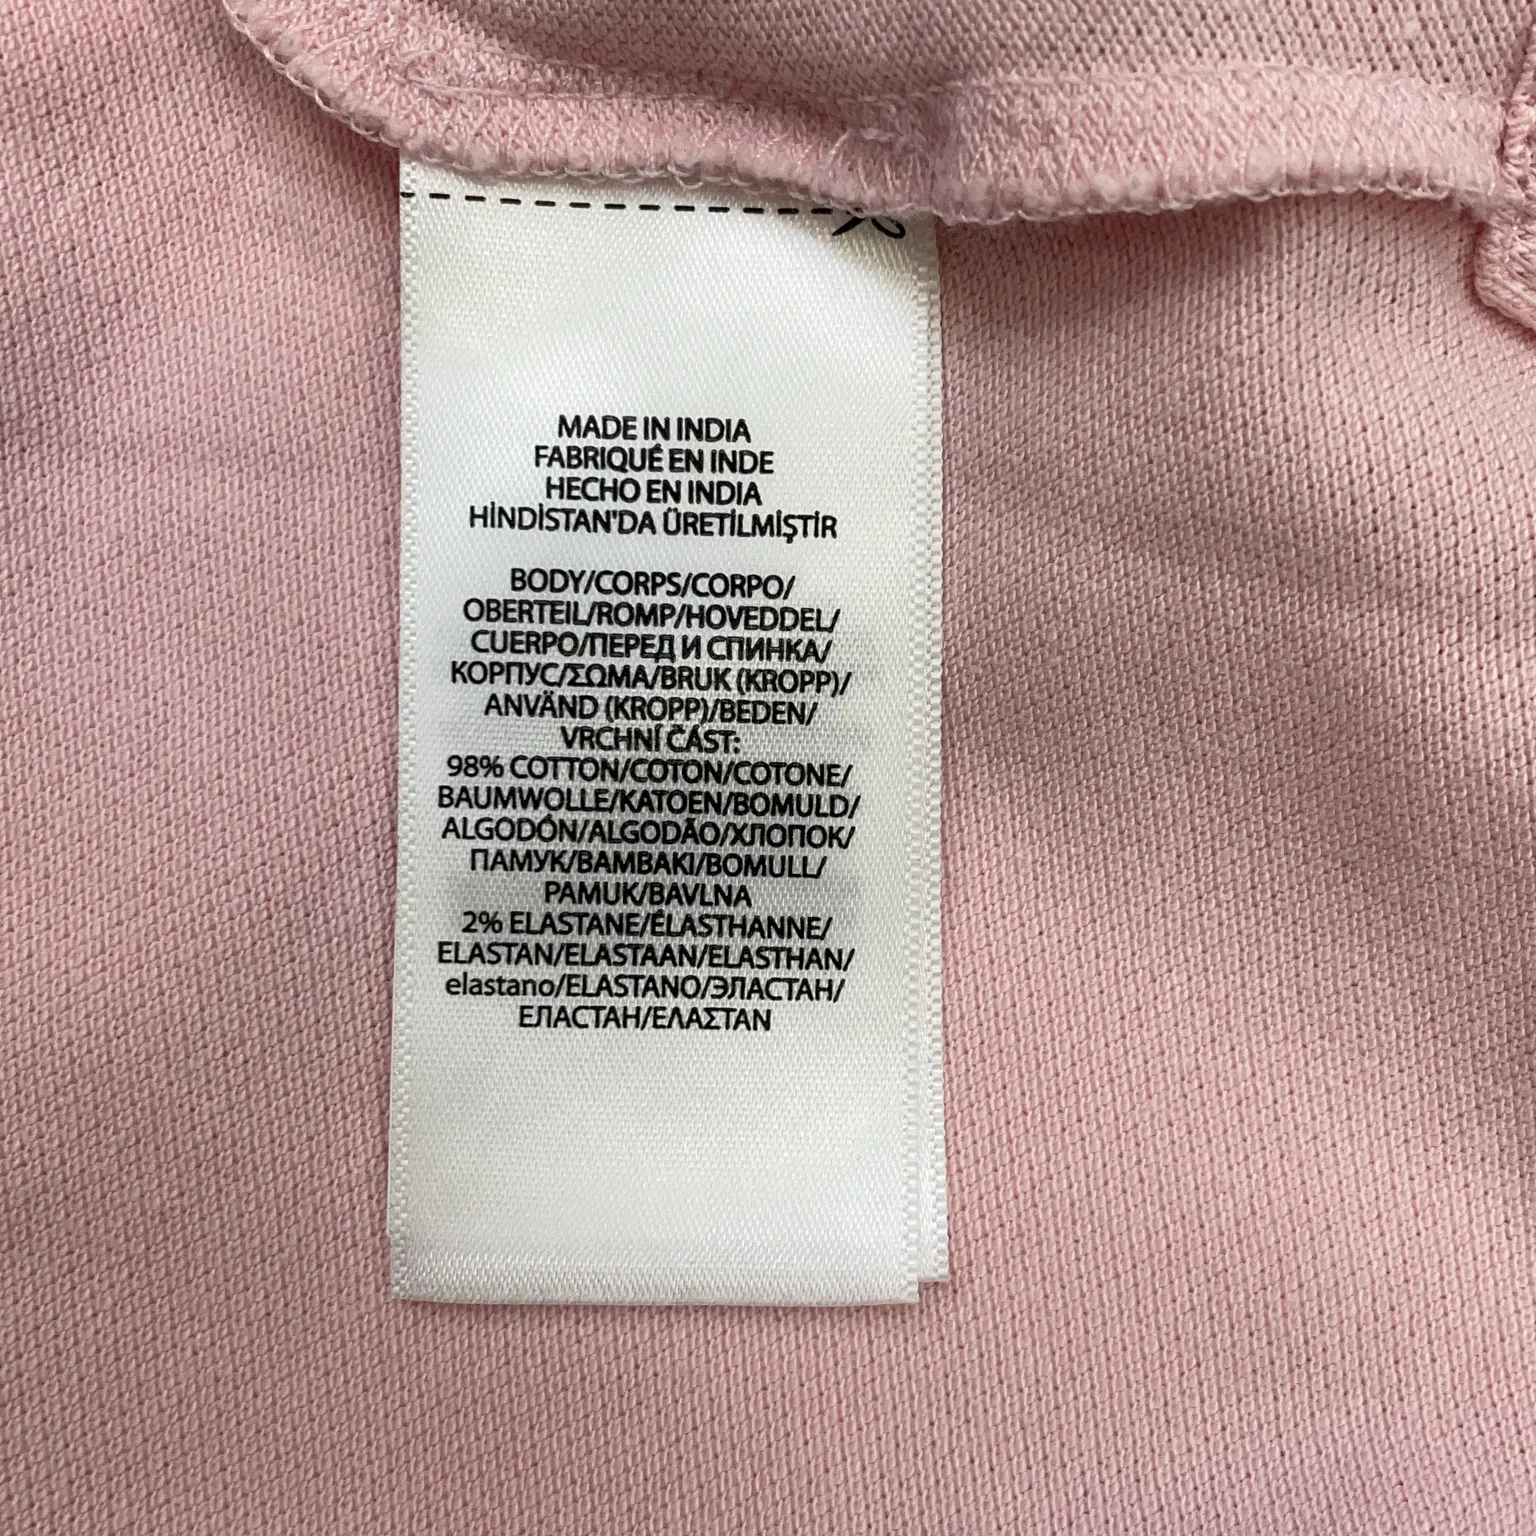 MADE IN INDIA
FABRIQUÉ EN INDE
HECHO EN INDIA
HİNDİSTAN'DA ÜRETİLMİŞTİR
BODY/CORPS/CORPO/
OBERTEIL/ROMP/HOVEDDEL/
CUERPO/ПЕРЕД И СПИНКА/
КОРПУС/ΣΩΜΑ/BRUK (KROPP)/
ANVÄND (KROPP)/BEDEN/
VRCHNÍ ČÁST:
98% COTTON/COTON/COTONE/
BAUMWOLLE/KATOEN/BOMULD/
ALGODÓN/ALGODÃO/ХЛОПОК/
ПАМУК/BAMBAKI/BOMULL/
PAMUK/BAVLNA
2% ELASTANE/ÉLASTHANNE/
ELASTAN/ELASTAAN/ELASTHAN/
elastano/ELASTANO/ЭЛАСТАН/
ЕЛАСТАН/ΕΛΑΣΤΑΝ